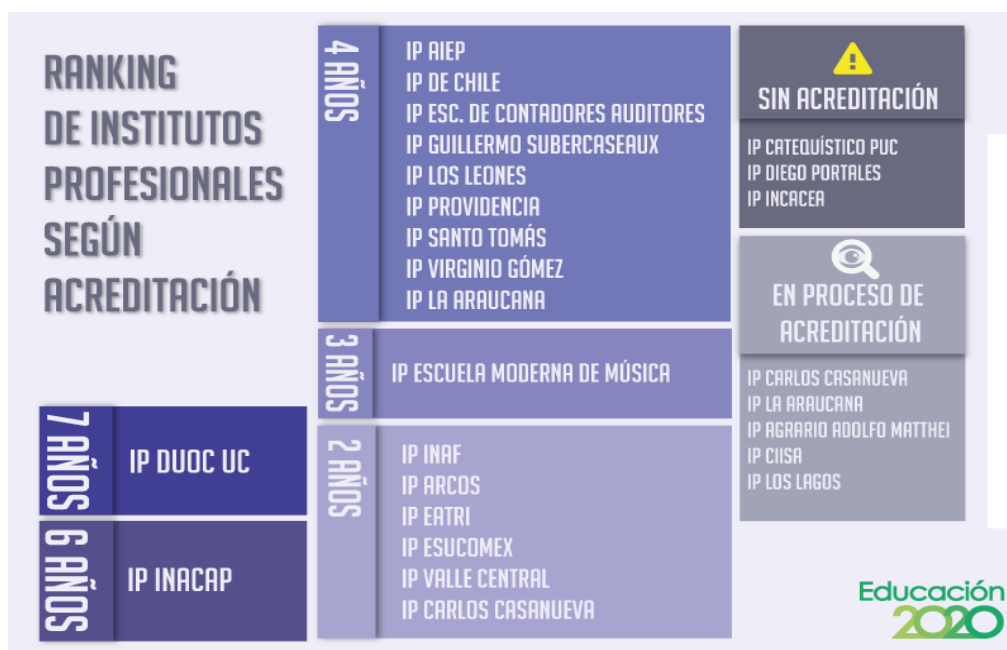 RANKING
DE INSTITUTOS
PROFESIONALES
SEGÚN
ACREDITACIÓN
7 AÑOS
IP DUOC UC
6 AÑOS
IP INACAP
4 AÑOS
IP AIEP
IP DE CHILE
IP ESC. DE CONTADORES AUDITORES
IP GUILLERMO SUBERCASEAUX
IP LOS LEONES
IP PROVIDENCIA
IP SANTO TOMÁS
IP VIRGINIO GÓMEZ
IP LA ARAUCANA
3 AÑOS
IP ESCUELA MODERNA DE MÚSICA
2 AÑOS
IP INAF
IP ARCOS
IP EATRI
IP ESUCOMEX
IP VALLE CENTRAL
IP CARLOS CASANUEVA
SIN ACREDITACIÓN
IP CATEQUÍSTICO PUC
IP DIEGO PORTALES
IP INCACEA
EN PROCESO DE
ACREDITACIÓN
IP CARLOS CASANUEVA
IP LA ARAUCANA
IP AGRARIO ADOLFO MATTHEI
IP CIISA
IP LOS LAGOS
Educación
2020